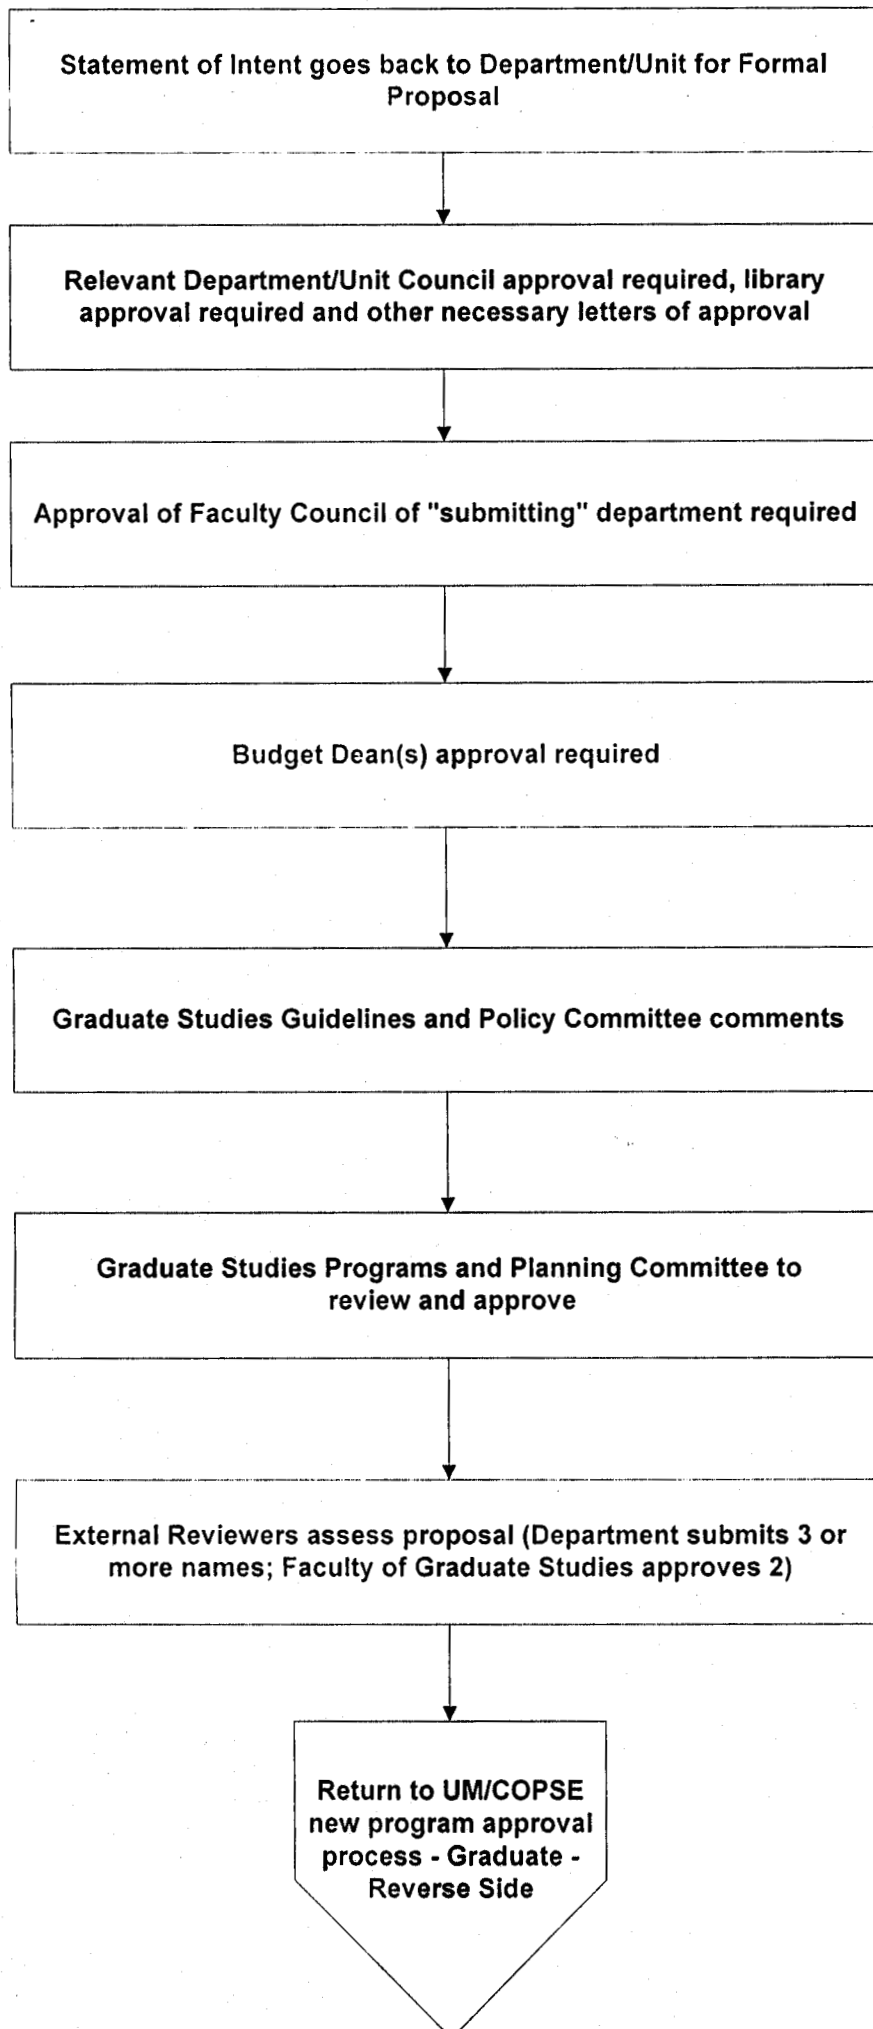 Statement of Intent goes back to Department/Unit for Formal
Proposal
Relevant Department/Unit Council approval required, library
approval required and other necessary letters of approval
Approval of Faculty Council of "submitting" department required
Budget Dean(s) approval required
Graduate Studies Guidelines and Policy Committee comments
Graduate Studies Programs and Planning Committee to
review and approve
External Reviewers assess proposal (Department submits 3 or
more names; Faculty of Graduate Studies approves 2)
Return to UM/COPSE
new program approval
process - Graduate -
Reverse Side